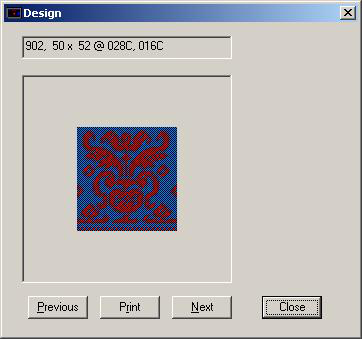 Design
902, 50 x 52 @ 028C, 016C
Previous
Print
Next
Close